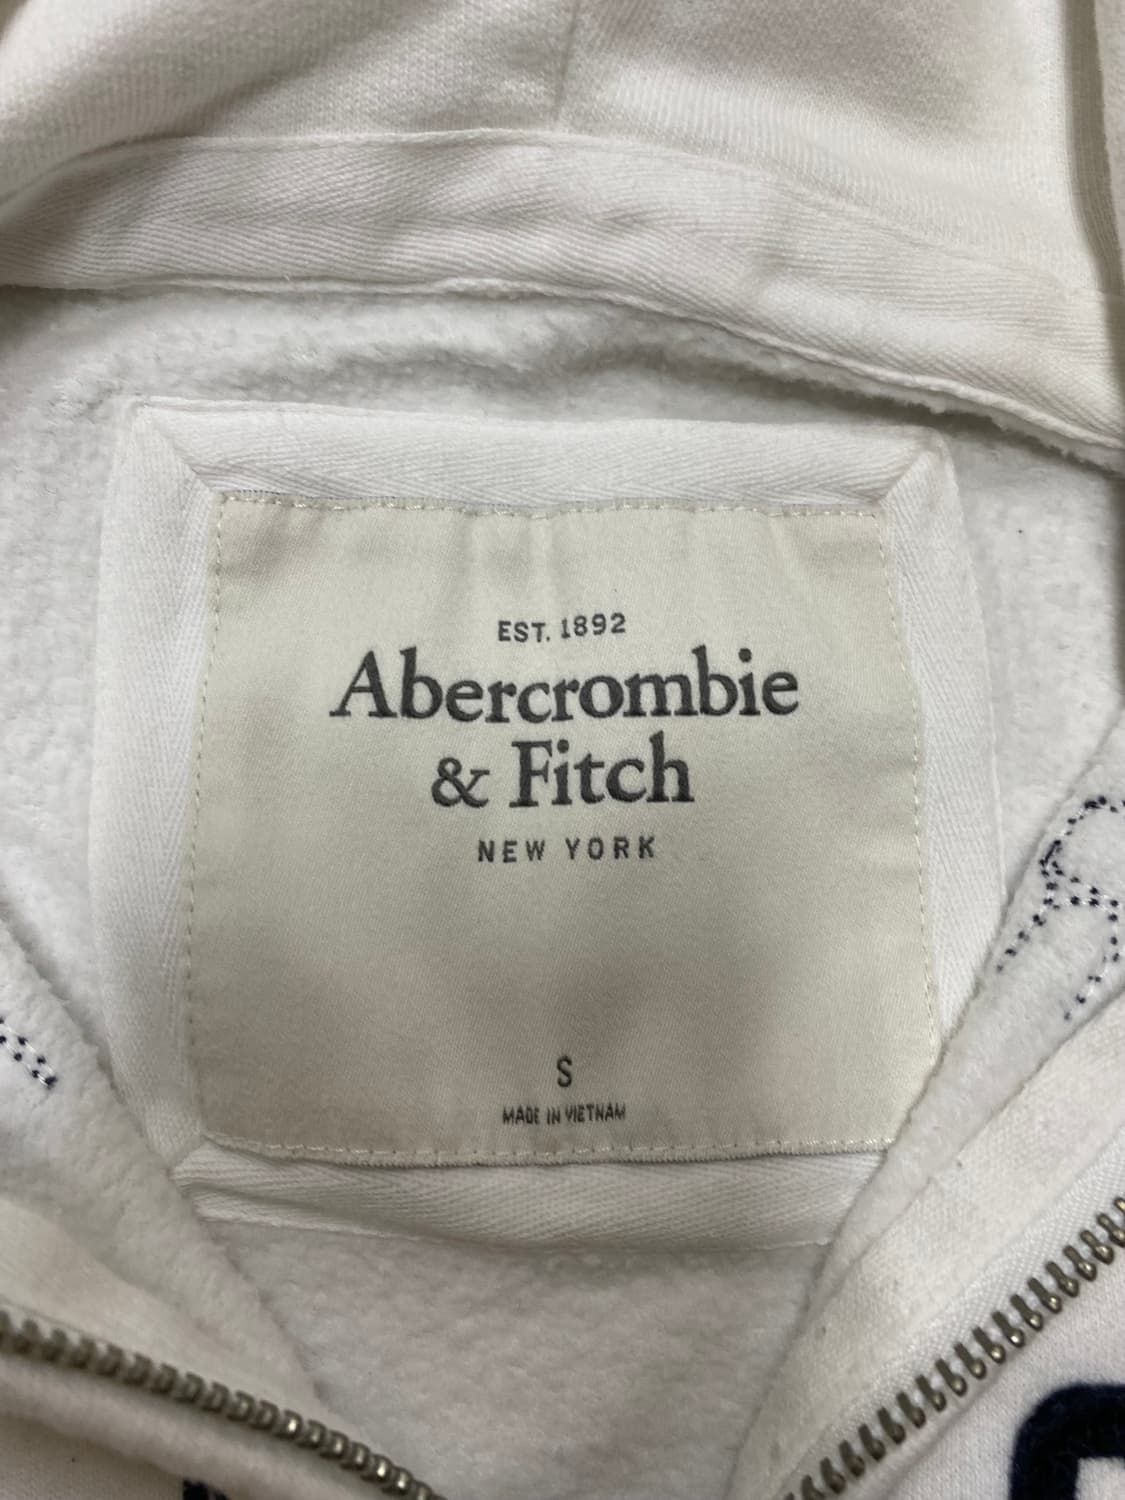 EST. 1892
Abercrombie
& Fitch
NEW YORK
S
MADE IN VIETNAM